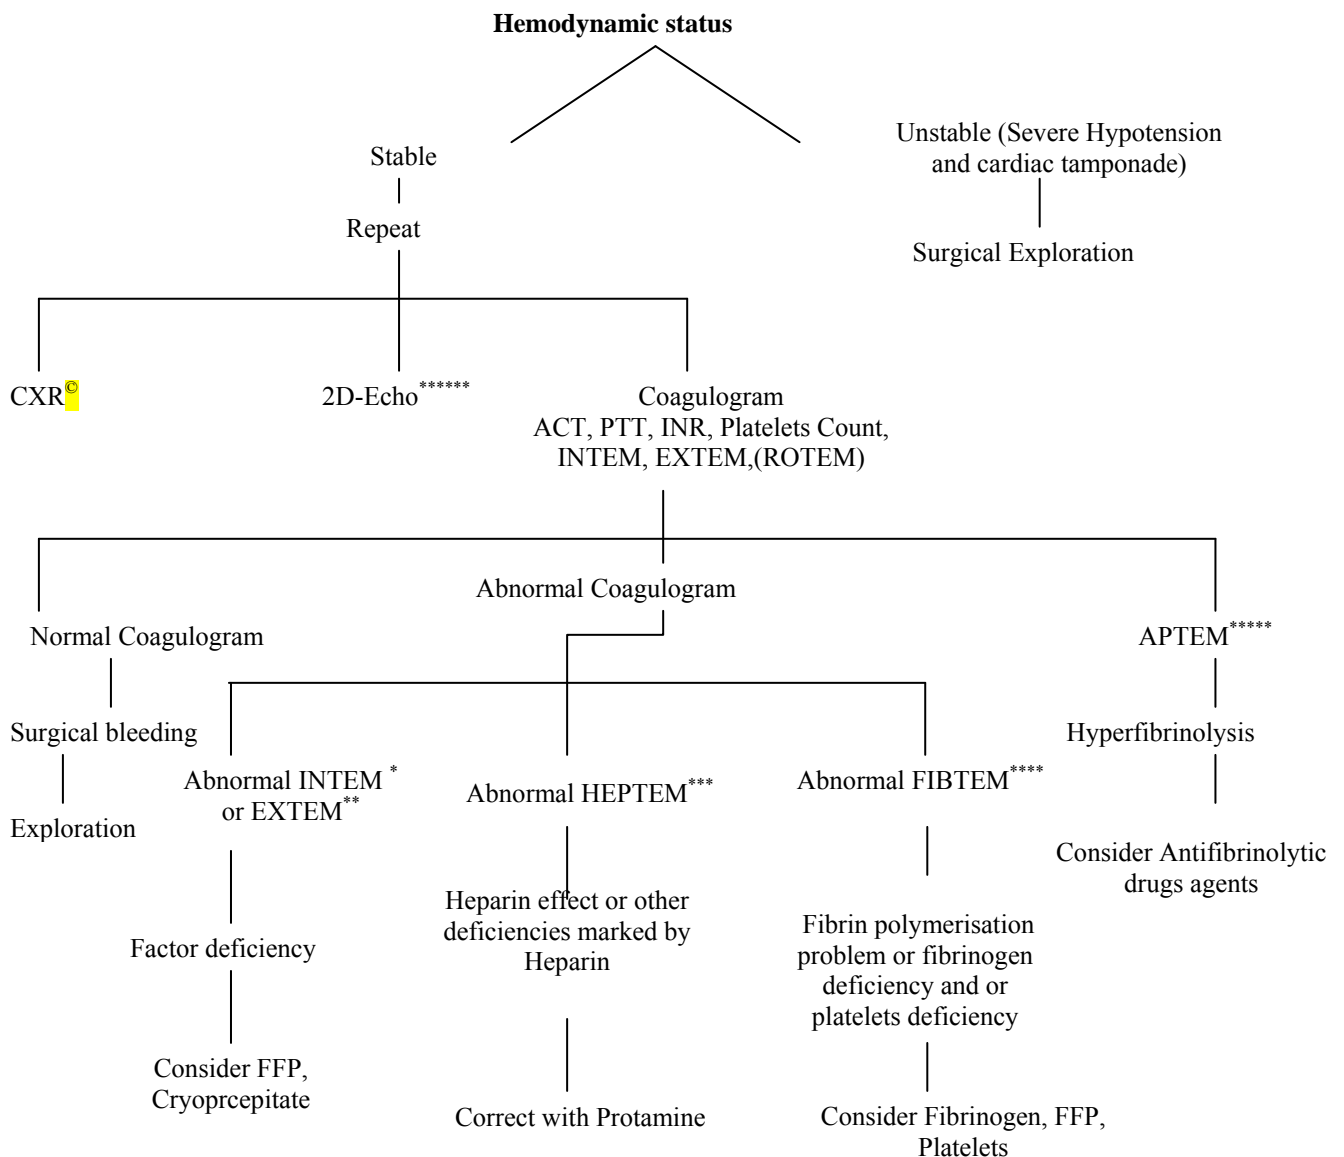 Hemodynamic status
Stable
Unstable (Severe Hypotension
and cardiac tamponade)
Repeat
Surgical Exploration
CXR©
2D-Echo******
Coagulogram
ACT, PTT, INR, Platelets Count,
INTEM, EXTEM,(ROTEM)
Abnormal Coagulogram
Normal Coagulogram
APTEM*****
Surgical bleeding
Hyperfibrinolysis
Abnormal INTEM *
or EXTEM**
Abnormal HEPTEM***
Abnormal FIBTEM****
Exploration
Consider Antifibrinolytic
drugs agents
Heparin effect or other
deficiencies marked by
Heparin
Factor deficiency
Fibrin polymerisation
problem or fibrinogen
deficiency and or
platelets deficiency
Consider FFP,
Cryoprcepitate
Correct with Protamine
Consider Fibrinogen, FFP,
Platelets